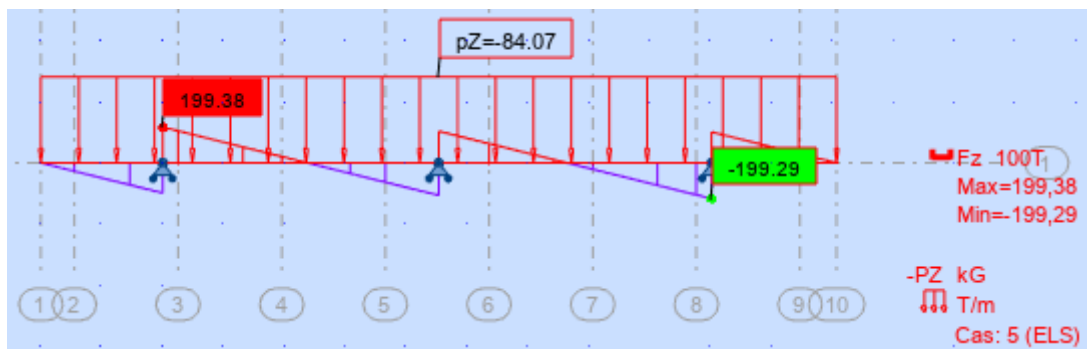 pZ=-84.07
199.38
-199.29
Fz 100T
1
Max=199,38
Min=-199,29
-PZ kG
T/m
Cas: 5 (ELS)
1 2 3 4 5 6 7 8 9 10